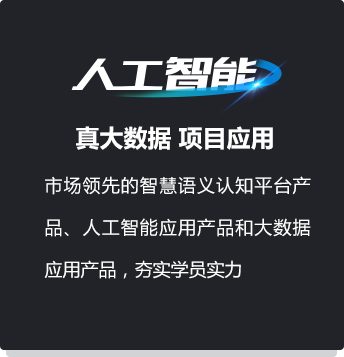 人工智能
真大数据 项目应用
市场领先的智慧语义认知平台产
品、人工智能应用产品和大数据
应用产品，夯实学员实力